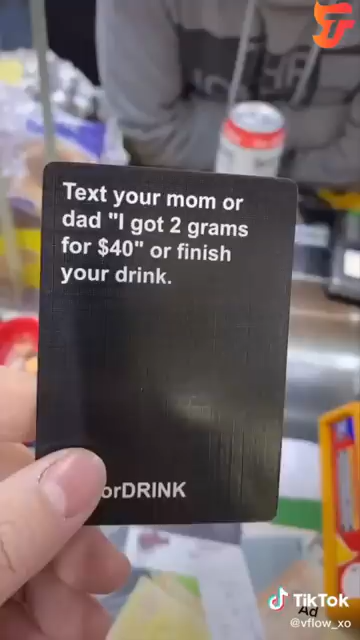 Text your mom or
dad "I got 2 grams
for $40" or finish
your drink.
orDRINK
TikTok
Ad
@vflow_xo